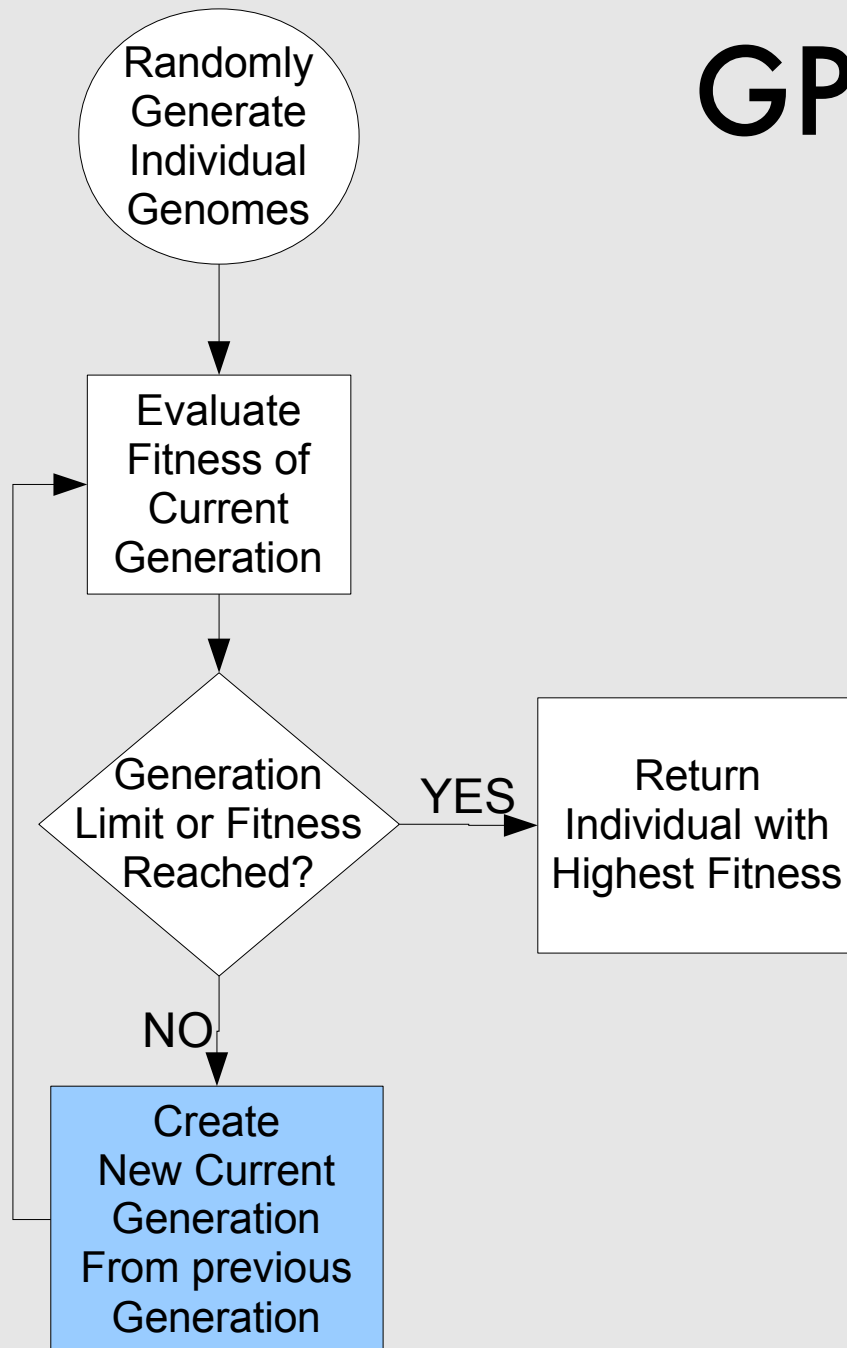 GP
Randomly
Generate
Individual
Genomes
Evaluate
Fitness of
Current
Generation
Generation
Limit or Fitness
Reached?
YES
Return
Individual with
Highest Fitness
NO
Create
New Current
Generation
From previous
Generation